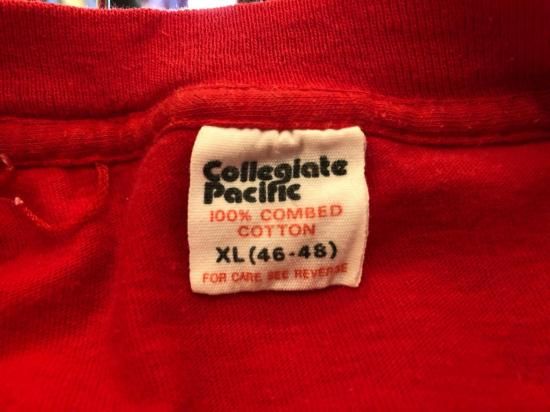 Collegiate
Pacific
100% COMBED
COTTON
XL (46-48)
FOR CARE SEE REVERSE